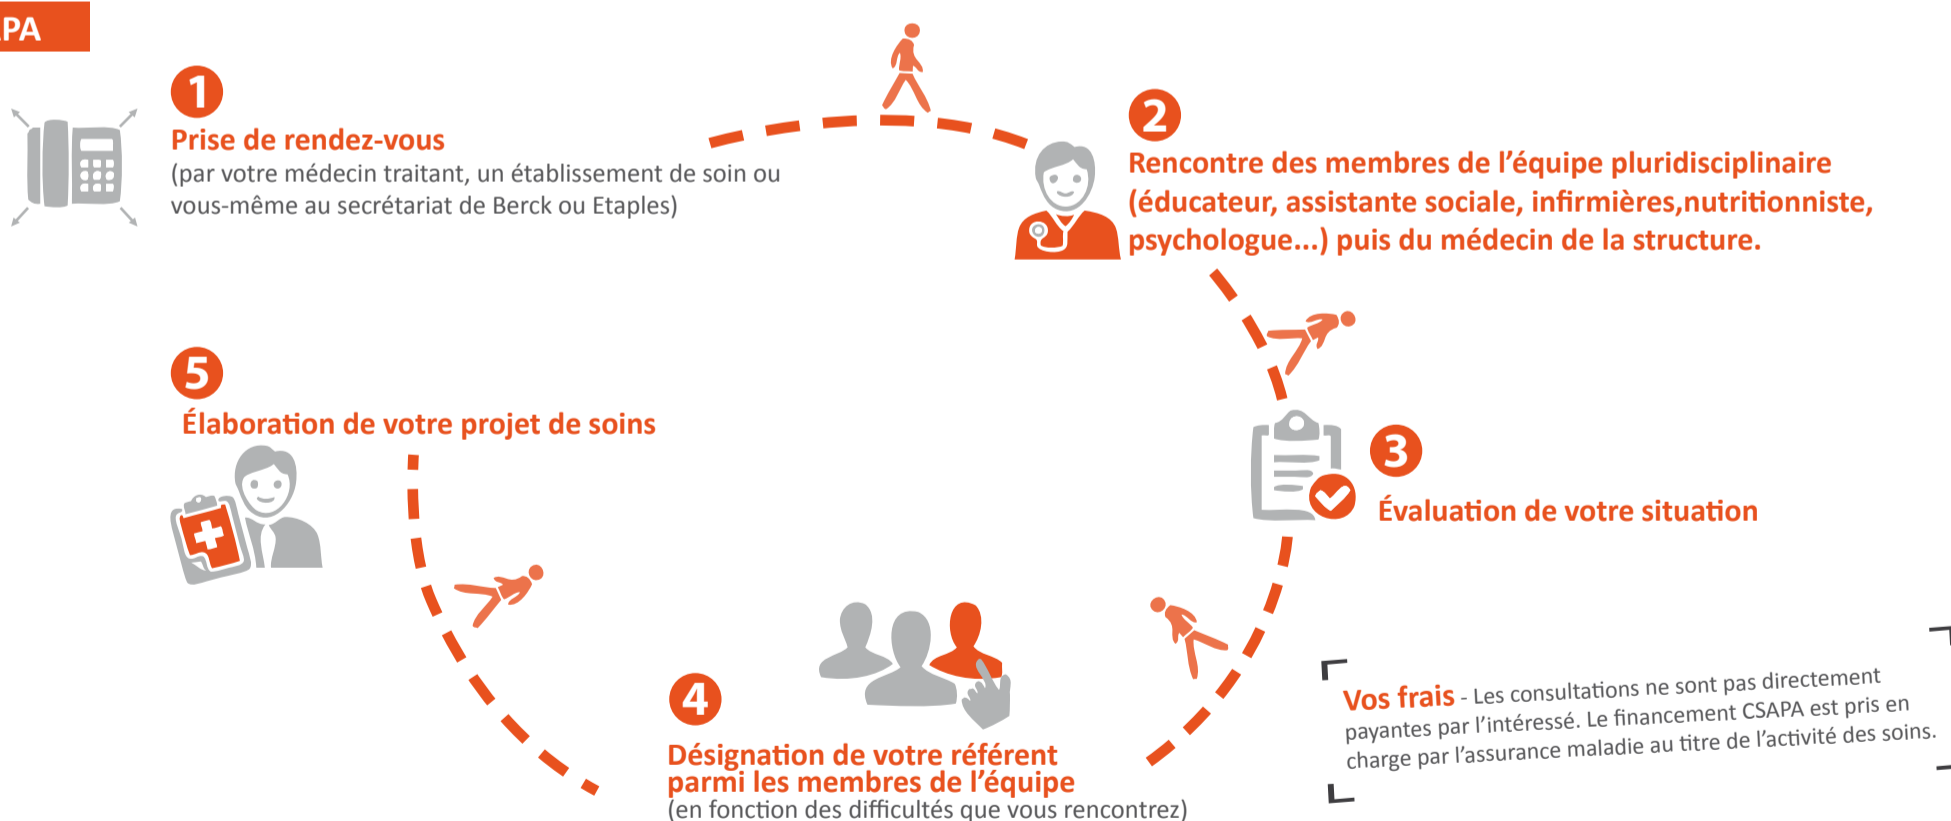 PA
1
Prise de rendez-vous
(par votre médecin traitant, un établissement de soin ou
vous-même au secrétariat de Berck ou Etaples)
2
Rencontre des membres de l'équipe pluridisciplinaire
(éducateur, assistante sociale, infirmières,nutritionniste,
psychologue...) puis du médecin de la structure.
3
Évaluation de votre situation
4
Désignation de votre référent
parmi les membres de l'équipe
(en fonction des difficultés que vous rencontrez)
5
Élaboration de votre projet de soins
Vos frais - Les consultations ne sont pas directement
payantes par l'intéressé. Le financement CSAPA est pris en
charge par l'assurance maladie au titre de l'activité des soins.